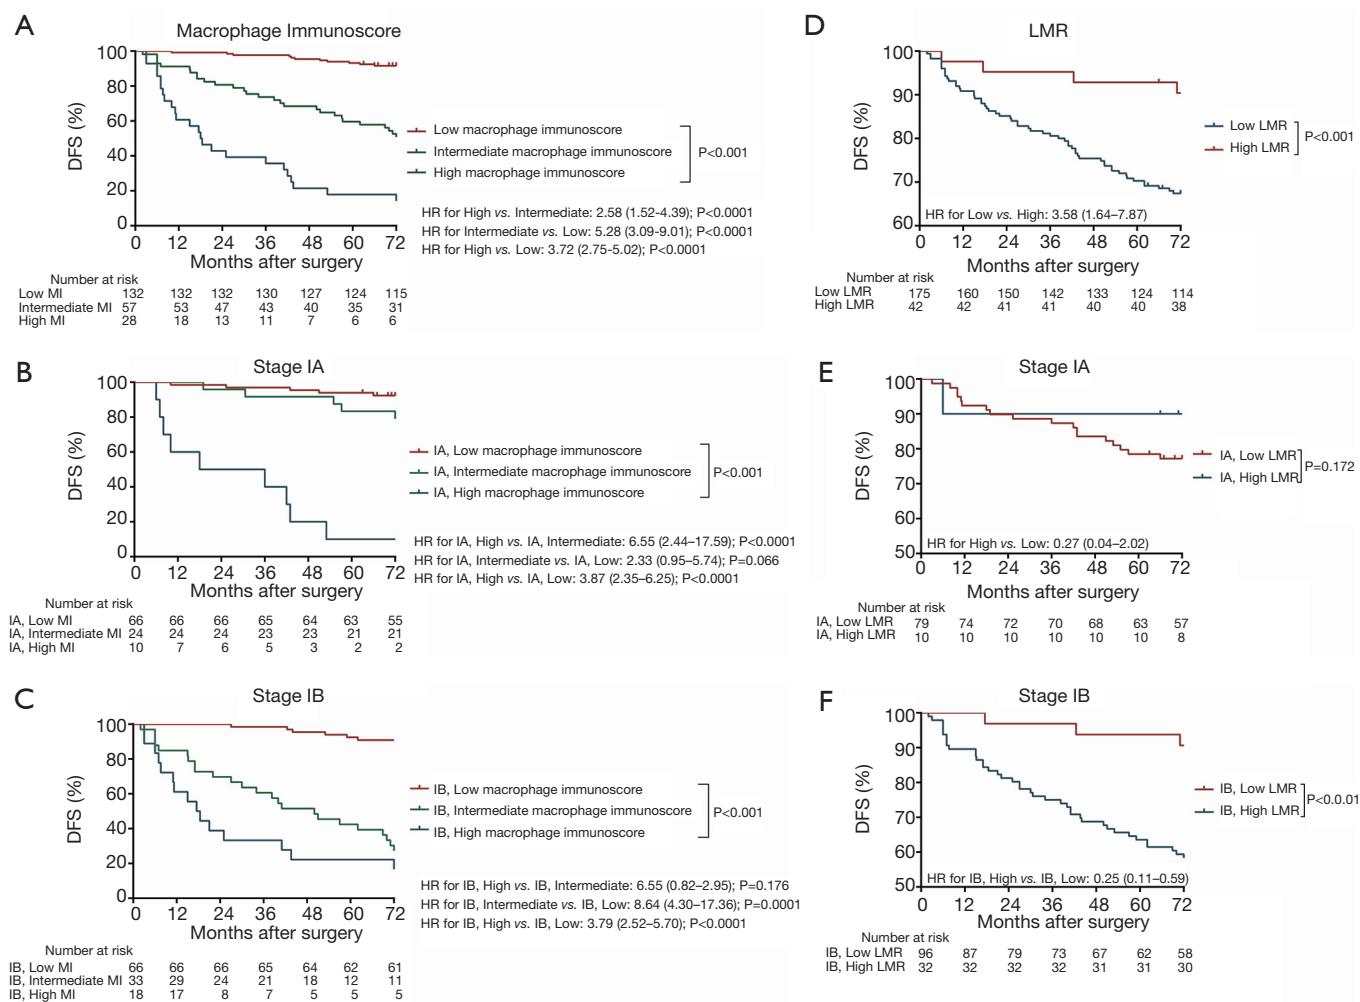 A
Macrophage Immunoscore
DFS (%)
100
80
60
40
20
0
0 12 24 36 48 60 72
Months after surgery
Low macrophage immunoscore
Intermediate macrophage immunoscore
High macrophage immunoscore
P<0.001
HR for High vs. Intermediate: 2.58 (1.52-4.39); P<0.0001
HR for Intermediate vs. Low: 5.28 (3.09-9.01); P<0.0001
HR for High vs. Low: 3.72 (2.75-5.02); P<0.0001
Number at risk
Low MI 132 132 132 130 127 124 115
Intermediate MI 57 53 47 43 40 35 31
High MI 28 18 13 11 7 6 6
D
LMR
DFS (%)
100
90
80
70
60
0 12 24 36 48 60 72
Months after surgery
Low LMR
High LMR
P<0.001
HR for Low vs. High: 3.58 (1.64–7.87)
Number at risk
Low LMR 175 160 150 142 133 124 114
High LMR 42 42 41 41 40 40 38
B
Stage IA
DFS (%)
100
80
60
40
20
0
0 12 24 36 48 60 72
Months after surgery
IA, Low macrophage immunoscore
IA, Intermediate macrophage immunoscore
IA, High macrophage immunoscore
P<0.001
HR for IA, High vs. IA, Intermediate: 6.55 (2.44–17.59); P<0.0001
HR for IA, Intermediate vs. IA, Low: 2.33 (0.95–5.74); P=0.066
HR for IA, High vs. IA, Low: 3.87 (2.35–6.25); P<0.0001
Number at risk
IA, Low MI 66 66 66 65 64 63 55
IA, Intermediate MI 24 24 24 23 23 21 21
IA, High MI 10 7 6 5 3 2 2
E
Stage IA
DFS (%)
100
90
80
70
60
50
0 12 24 36 48 60 72
Months after surgery
IA, Low LMR
IA, High LMR
P=0.172
HR for High vs. Low: 0.27 (0.04–2.02)
Number at risk
IA, Low LMR 79 74 72 70 68 63 57
IA, High LMR 10 10 10 10 10 10 8
C
Stage IB
DFS (%)
100
80
60
40
20
0
0 12 24 36 48 60 72
Months after surgery
IB, Low macrophage immunoscore
IB, Intermediate macrophage immunoscore
IB, High macrophage immunoscore
P<0.001
HR for IB, High vs. IB, Intermediate: 6.55 (0.82–2.95); P=0.176
HR for IB, Intermediate vs. IB, Low: 8.64 (4.30–17.36); P=0.0001
HR for IB, High vs. IB, Low: 3.79 (2.52–5.70); P<0.0001
Number at risk
IB, Low MI 66 66 66 65 64 62 61
IB, Intermediate MI 33 29 24 21 18 12 11
IB, High MI 18 17 8 7 5 5 5
F
Stage IB
DFS (%)
100
90
80
70
60
50
0 12 24 36 48 60 72
Months after surgery
IB, Low LMR
IB, High LMR
P<0.0.01
HR for IB, High vs. IB, Low: 0.25 (0.11–0.59)
Number at risk
IB, Low LMR 96 87 79 73 67 62 58
IB, High LMR 32 32 32 32 31 31 30